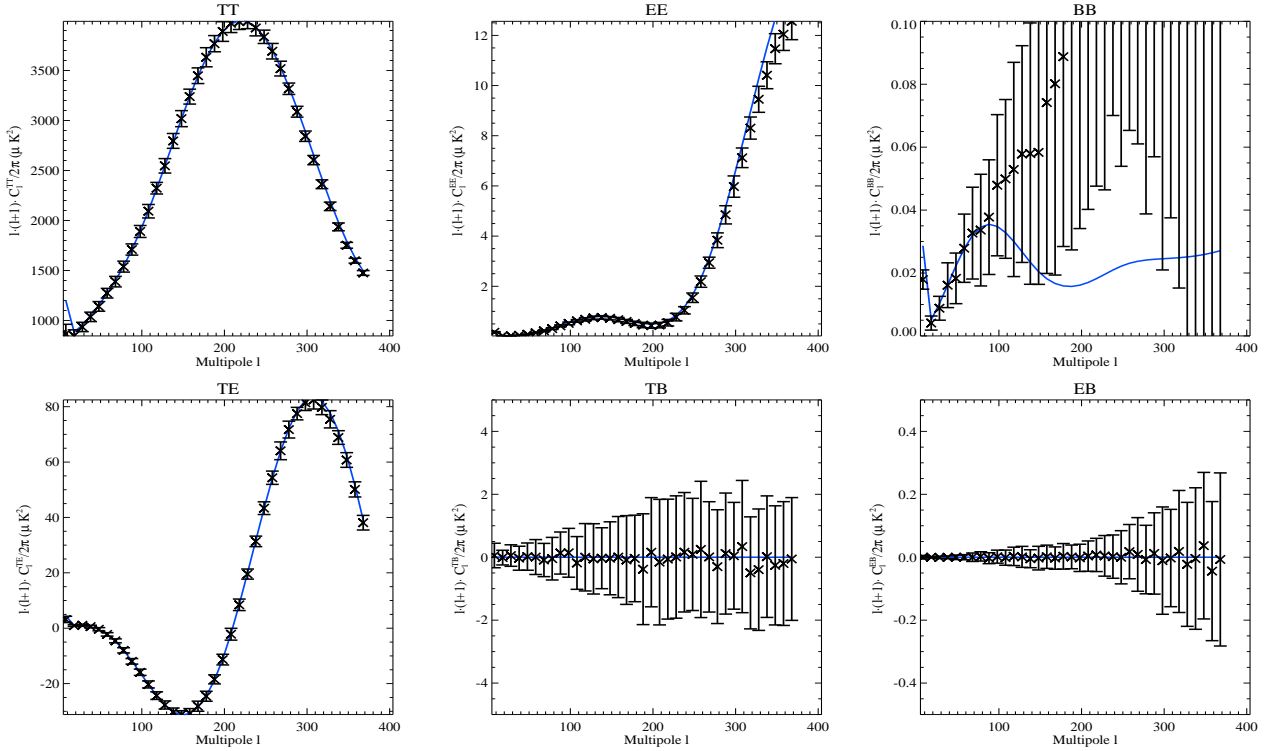 TT
EE
BB
l·(l+1)· C_l^TT/2π (μ K²)
3500
3000
2500
2000
1500
1000
100 200 300 400
Multipole l
l·(l+1)· C_l^EE/2π (μ K²)
12
10
8
6
4
2
100 200 300 400
Multipole l
l·(l+1)· C_l^BB/2π (μ K²)
0.10
0.08
0.06
0.04
0.02
0.00
100 200 300 400
Multipole l
TE
TB
EB
l·(l+1)· C_l^TE/2π (μ K²)
80
60
40
20
0
-20
100 200 300 400
Multipole l
l·(l+1)· C_l^TB/2π (μ K²)
4
2
0
-2
-4
100 200 300 400
Multipole l
l·(l+1)· C_l^EB/2π (μ K²)
0.4
0.2
0.0
-0.2
-0.4
100 200 300 400
Multipole l